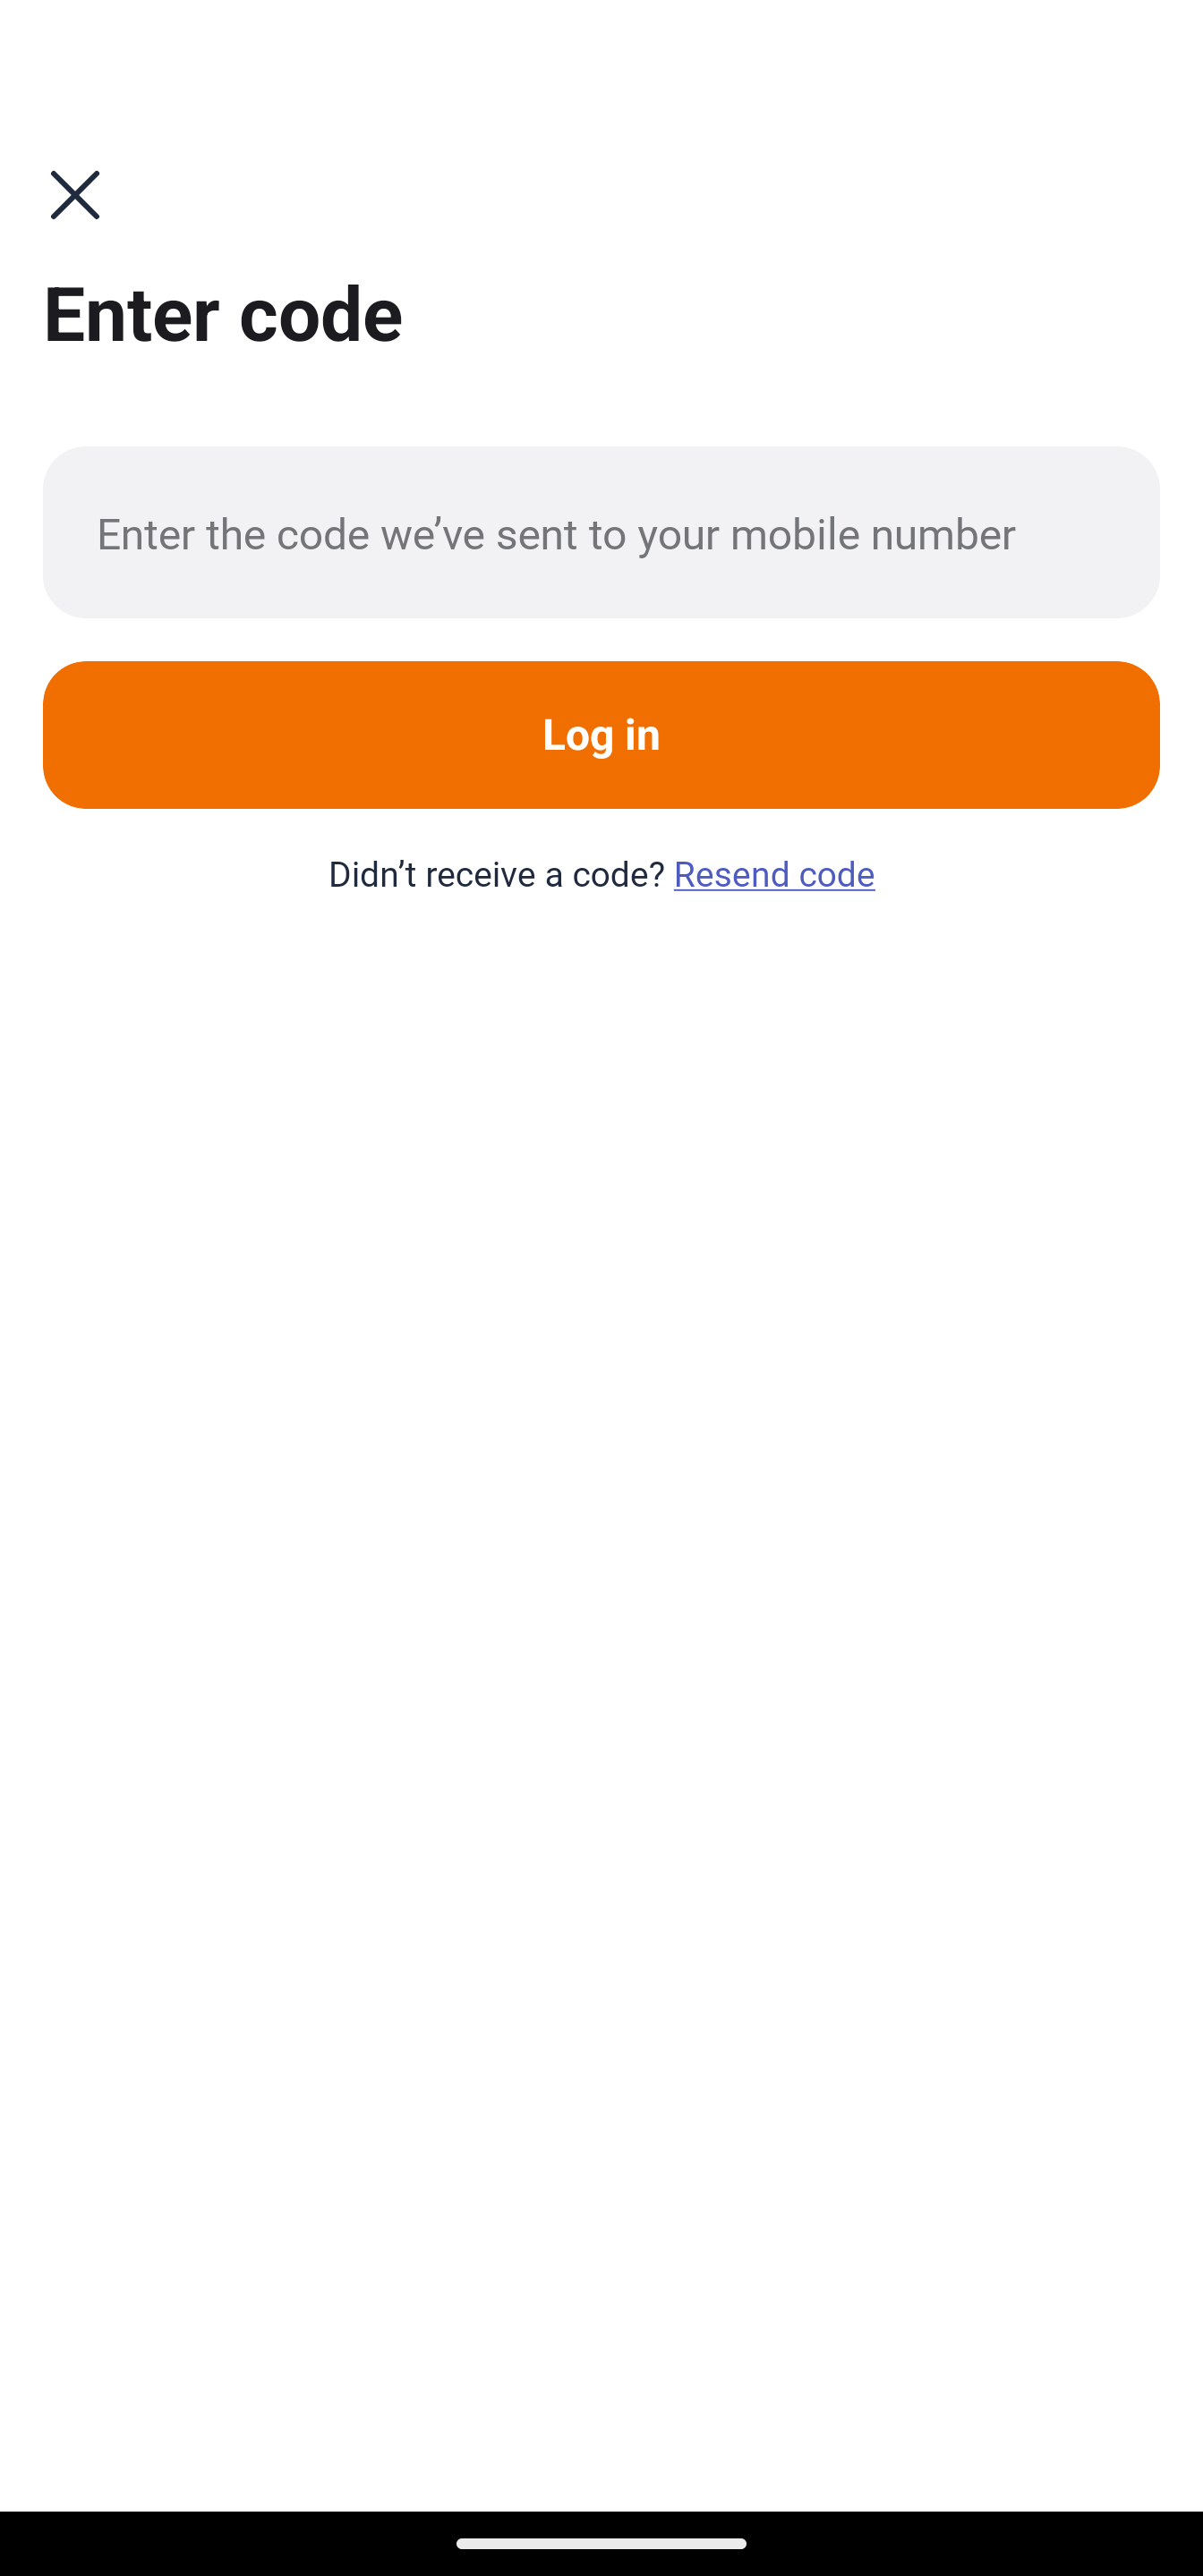 Enter code
Enter the code we’ve sent to your mobile number
Log in
Didn’t receive a code? Resend code